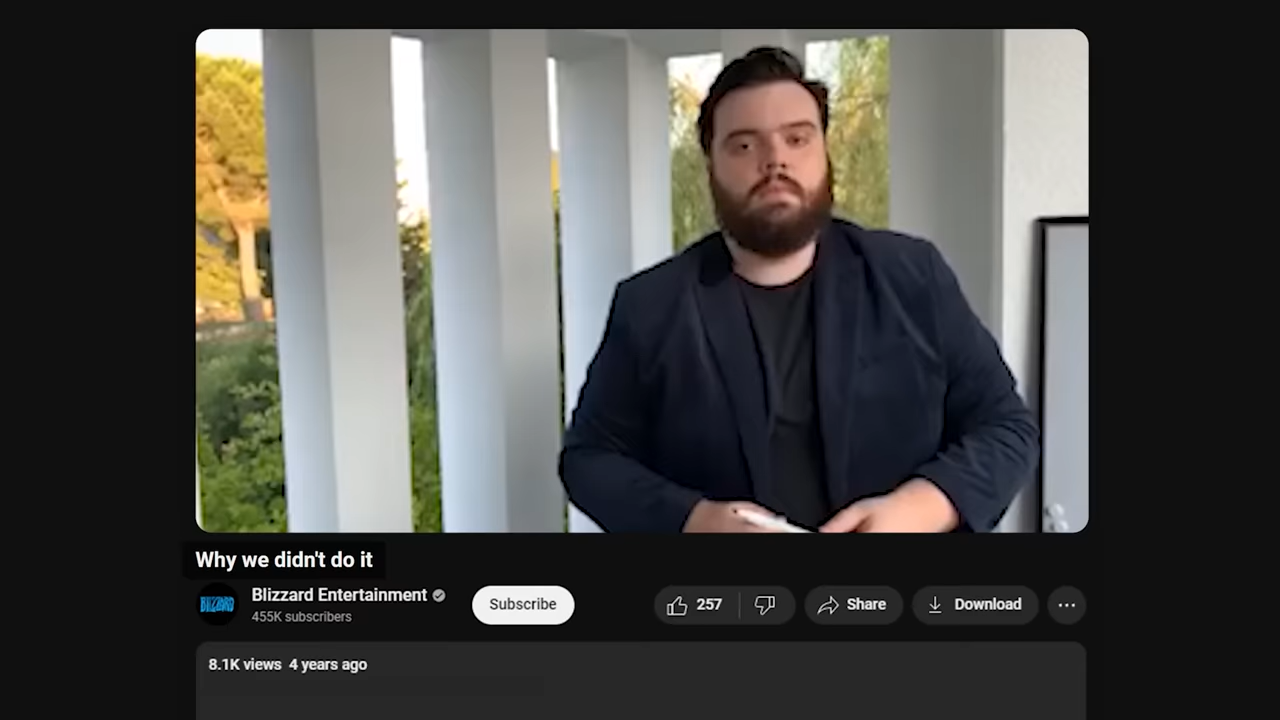 Why we didn't do it
BLIZZARD
Blizzard Entertainment
455K subscribers
Subscribe
257
Share
Download
8.1K views 4 years ago